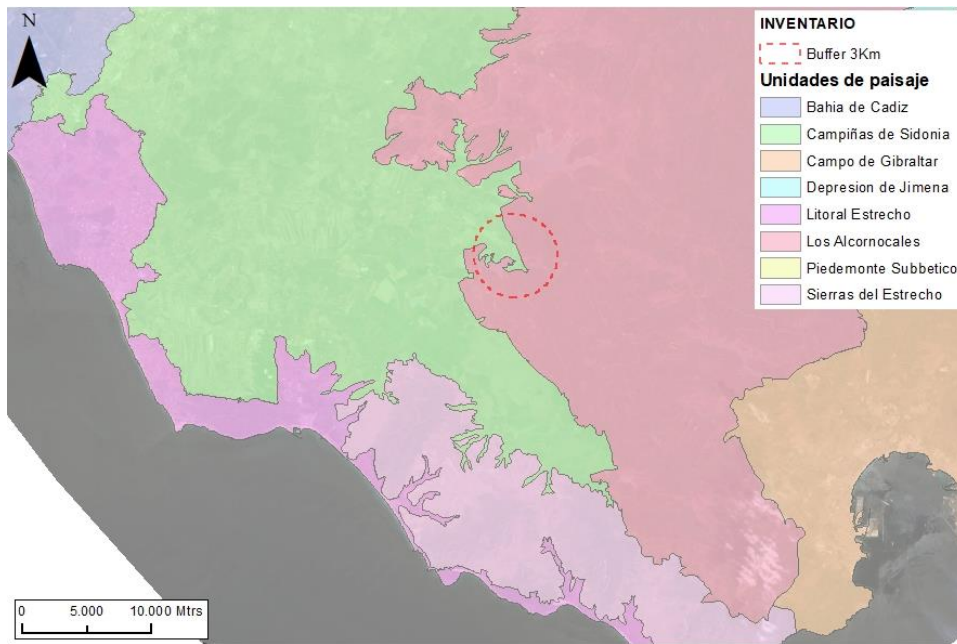 N
INVENTARIO
Buffer 3Km
Unidades de paisaje
Bahia de Cadiz
Campiñas de Sidonia
Campo de Gibraltar
Depresion de Jimena
Litoral Estrecho
Los Alcornocales
Piedemonte Subbetico
Sierras del Estrecho
0 5.000 10.000 Mtrs